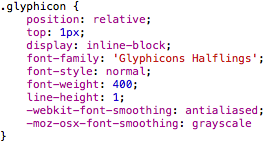 .glyphicon {
    position: relative;
    top: 1px;
    display: inline-block;
    font-family: 'Glyphicons Halflings';
    font-style: normal;
    font-weight: 400;
    line-height: 1;
    -webkit-font-smoothing: antialiased;
    -moz-osx-font-smoothing: grayscale
}